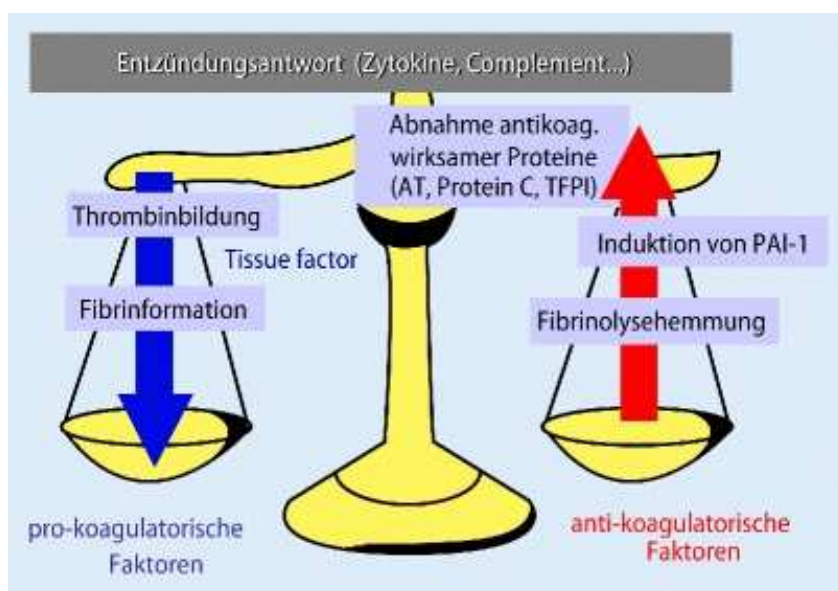 Entzündungsantwort (Zytokine, Complement...)
Abnahme antikoag.
wirksamer Proteine
(AT, Protein C, TFPI)
Thrombinbildung
Tissue factor
Fibrinformation
Induktion von PAI-1
Fibrinolysehemmung
pro-koagulatorische
Faktoren
anti-koagulatorische
Faktoren